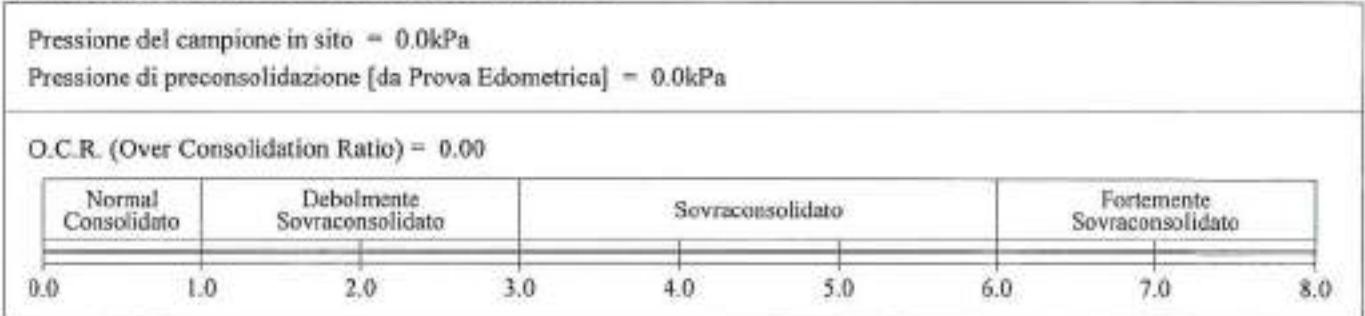 Pressione del campione in sito = 0.0kPa
Pressione di preconsolidazione [da Prova Edometrica] = 0.0kPa
O.C.R. (Over Consolidation Ratio) = 0.00
Normal
Consolidato
Debolmente
Sovraconsolidato
Sovraconsolidato
Fortemente
Sovraconsolidato
0.0 1.0 2.0 3.0 4.0 5.0 6.0 7.0 8.0